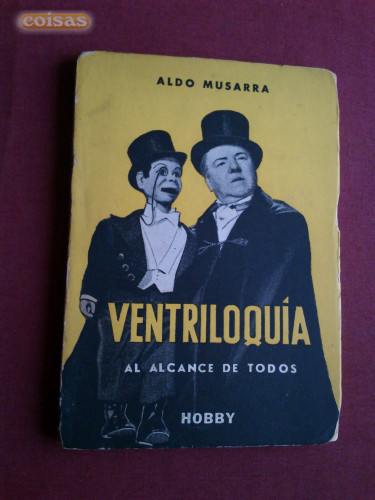 coisas
ALDO MUSARRA
VENTRILOQUÍA
AL ALCANCE DE TODOS
HOBBY